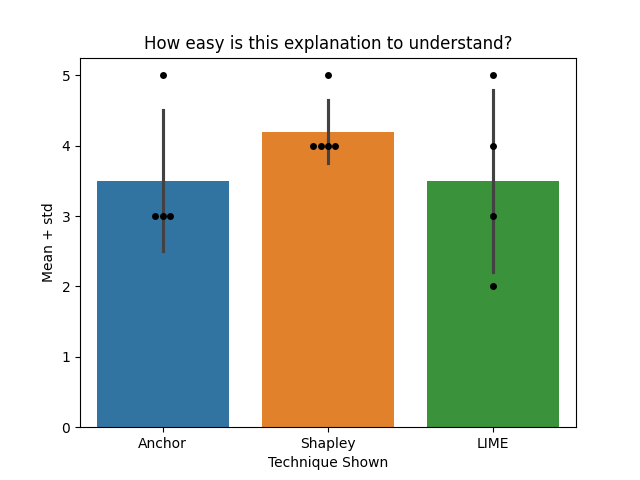 How easy is this explanation to understand?
5
4
3
2
1
0
Mean + std
Anchor Shapley LIME
Technique Shown